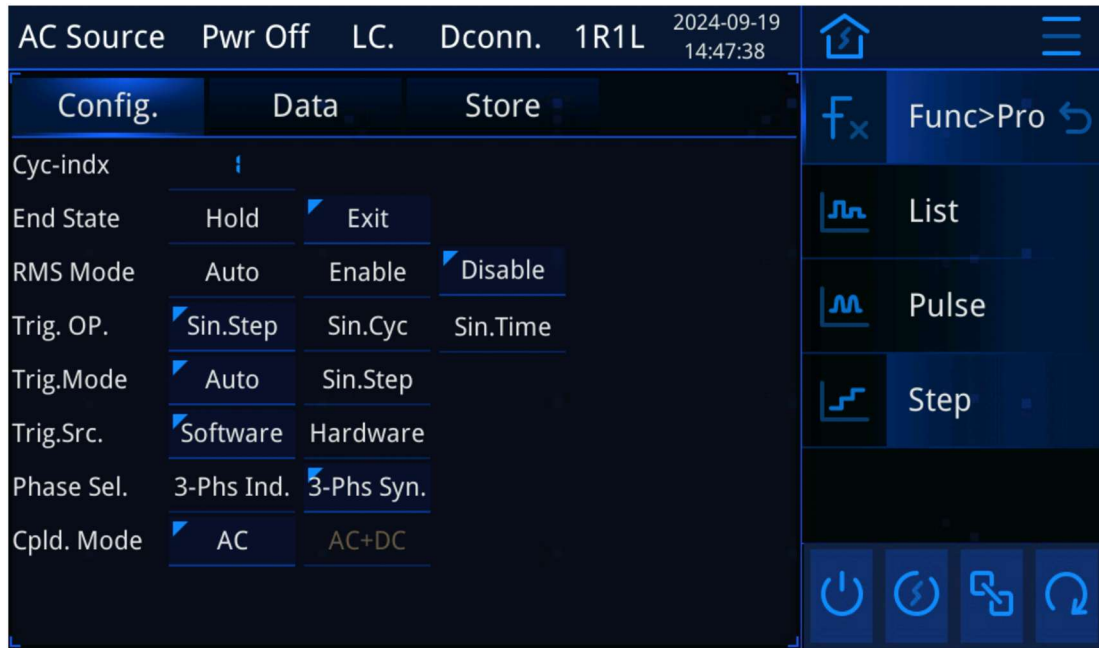 AC Source Pwr Off LC. Dconn. 1R1L 2024-09-19 14:47:38
Config. Data Store
Cyc-indx 1
End State Hold Exit
RMS Mode Auto Enable Disable
Trig. OP. Sin.Step Sin.Cyc Sin.Time
Trig.Mode Auto Sin.Step
Trig.Src. Software Hardware
Phase Sel. 3-Phs Ind. 3-Phs Syn.
Cpld. Mode AC AC+DC
fx Func>Pro
List
Pulse
Step